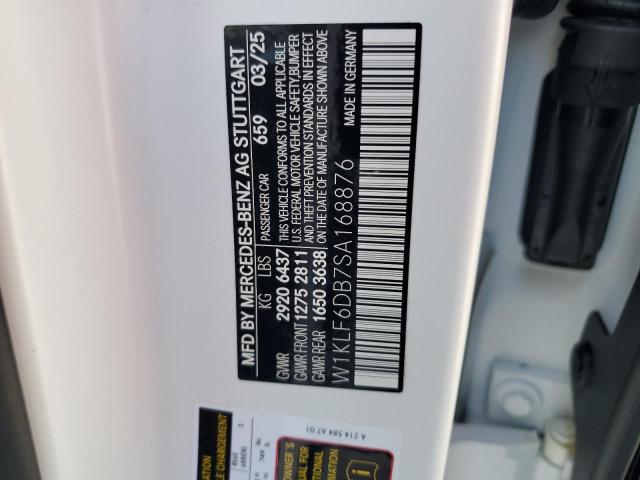 MFD BY MERCEDES-BENZ AG STUTTGART
659 03/25
KG LBS PASSENGER CAR
GVWR 2920 6437 THIS VEHICLE CONFORMS TO ALL APPLICABLE
GAWR FRONT 1275 2811 U.S. FEDERAL MOTOR VEHICLE SAFETY, BUMPER
GAWR REAR 1650 3638 AND THEFT PREVENTION STANDARDS IN EFFECT
ON THE DATE OF MANUFACTURE SHOWN ABOVE
W1KLF6DB7SA168876 MADE IN GERMANY
A 214 584 67 01
CHARGEMENT
OWNER'S